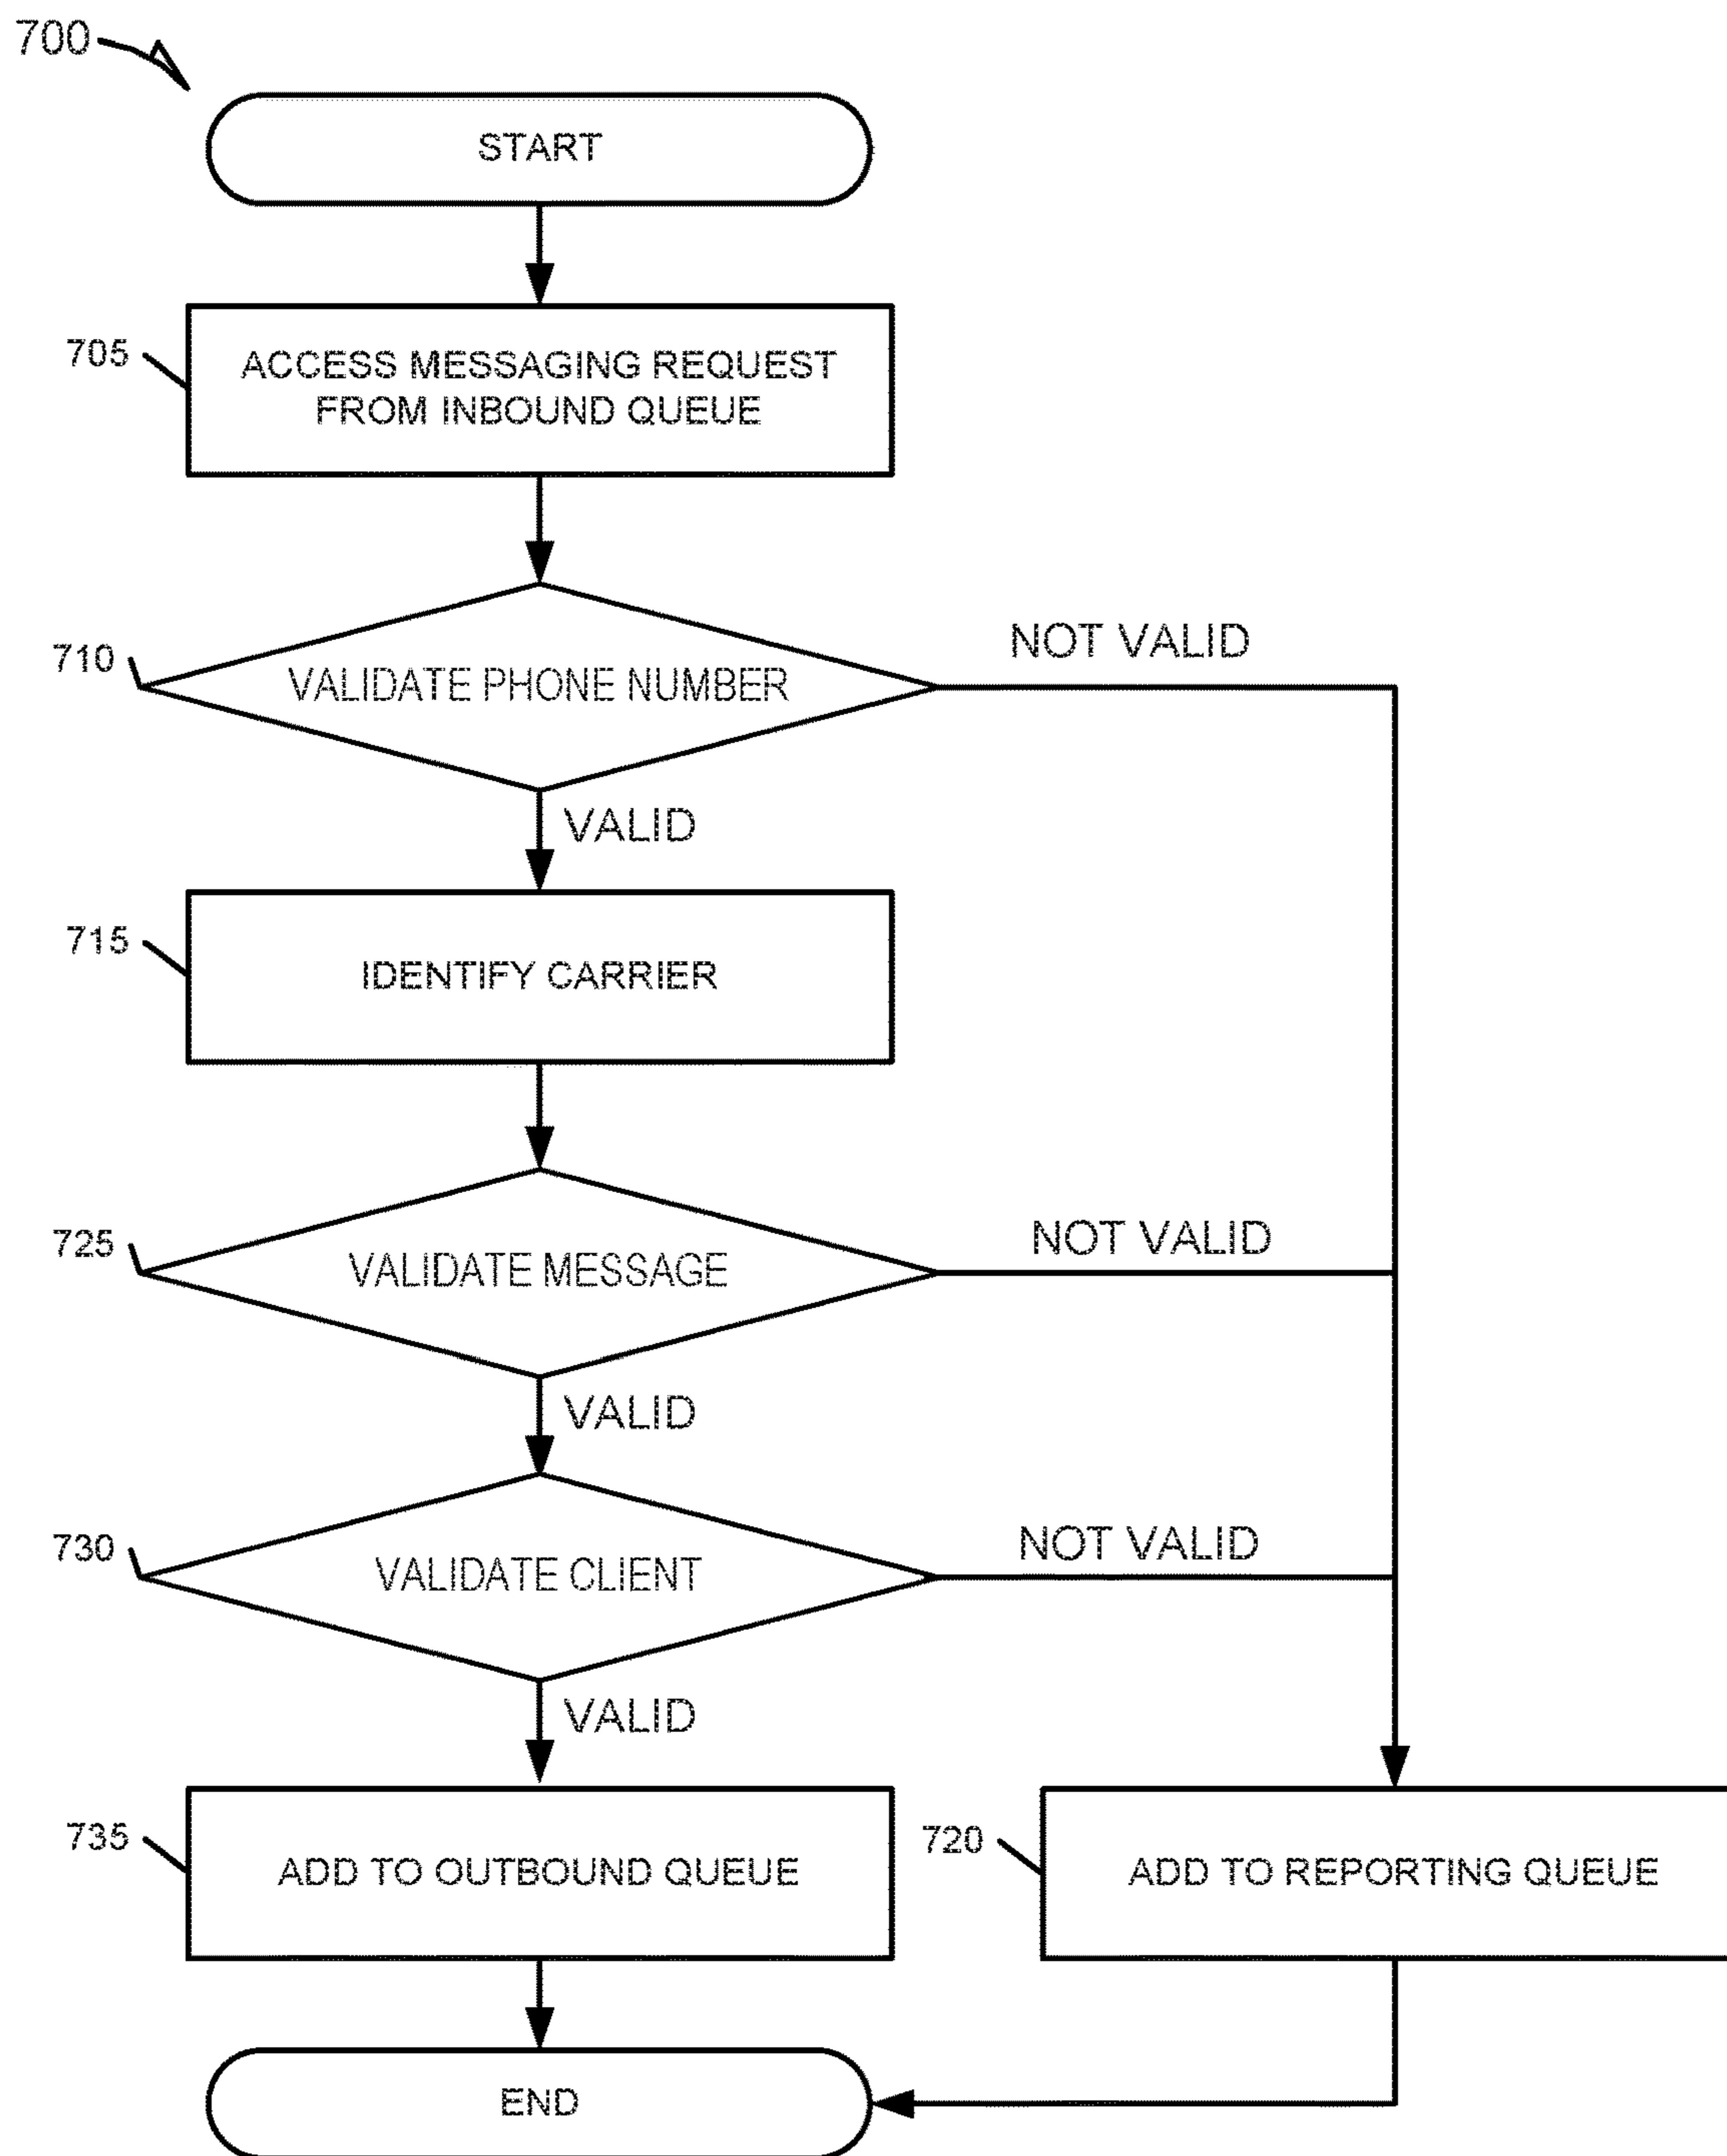 700
START
705
ACCESS MESSAGING REQUEST
FROM INBOUND QUEUE
710
VALIDATE PHONE NUMBER
NOT VALID
VALID
715
IDENTIFY CARRIER
725
VALIDATE MESSAGE
NOT VALID
VALID
730
VALIDATE CLIENT
NOT VALID
VALID
735
ADD TO OUTBOUND QUEUE
720
ADD TO REPORTING QUEUE
END